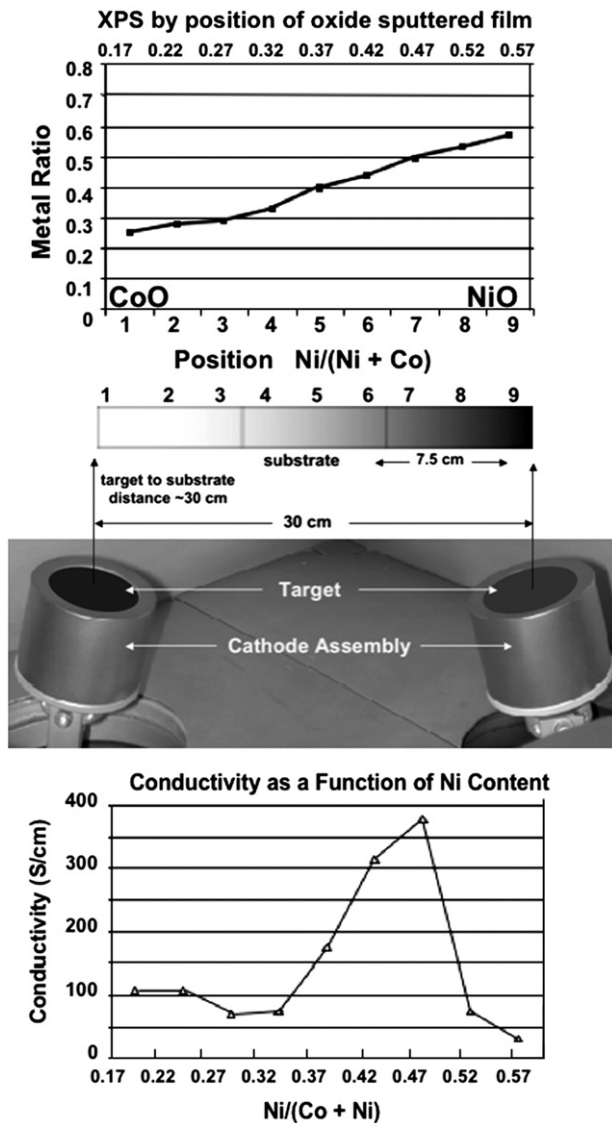 XPS by position of oxide sputtered film
0.17 0.22 0.27 0.32 0.37 0.42 0.47 0.52 0.57
0.8
0.7
0.6
0.5
0.4
0.3
0.2
0.1
0
Metal Ratio
CoO NiO
1 2 3 4 5 6 7 8 9
Position Ni/(Ni + Co)
1 2 3 4 5 6 7 8 9
substrate 7.5 cm
target to substrate
distance ~30 cm
30 cm
Target
Cathode Assembly
Conductivity as a Function of Ni Content
400
300
200
100
0
Conductivity (S/cm)
0.17 0.22 0.27 0.32 0.37 0.42 0.47 0.52 0.57
Ni/(Co + Ni)